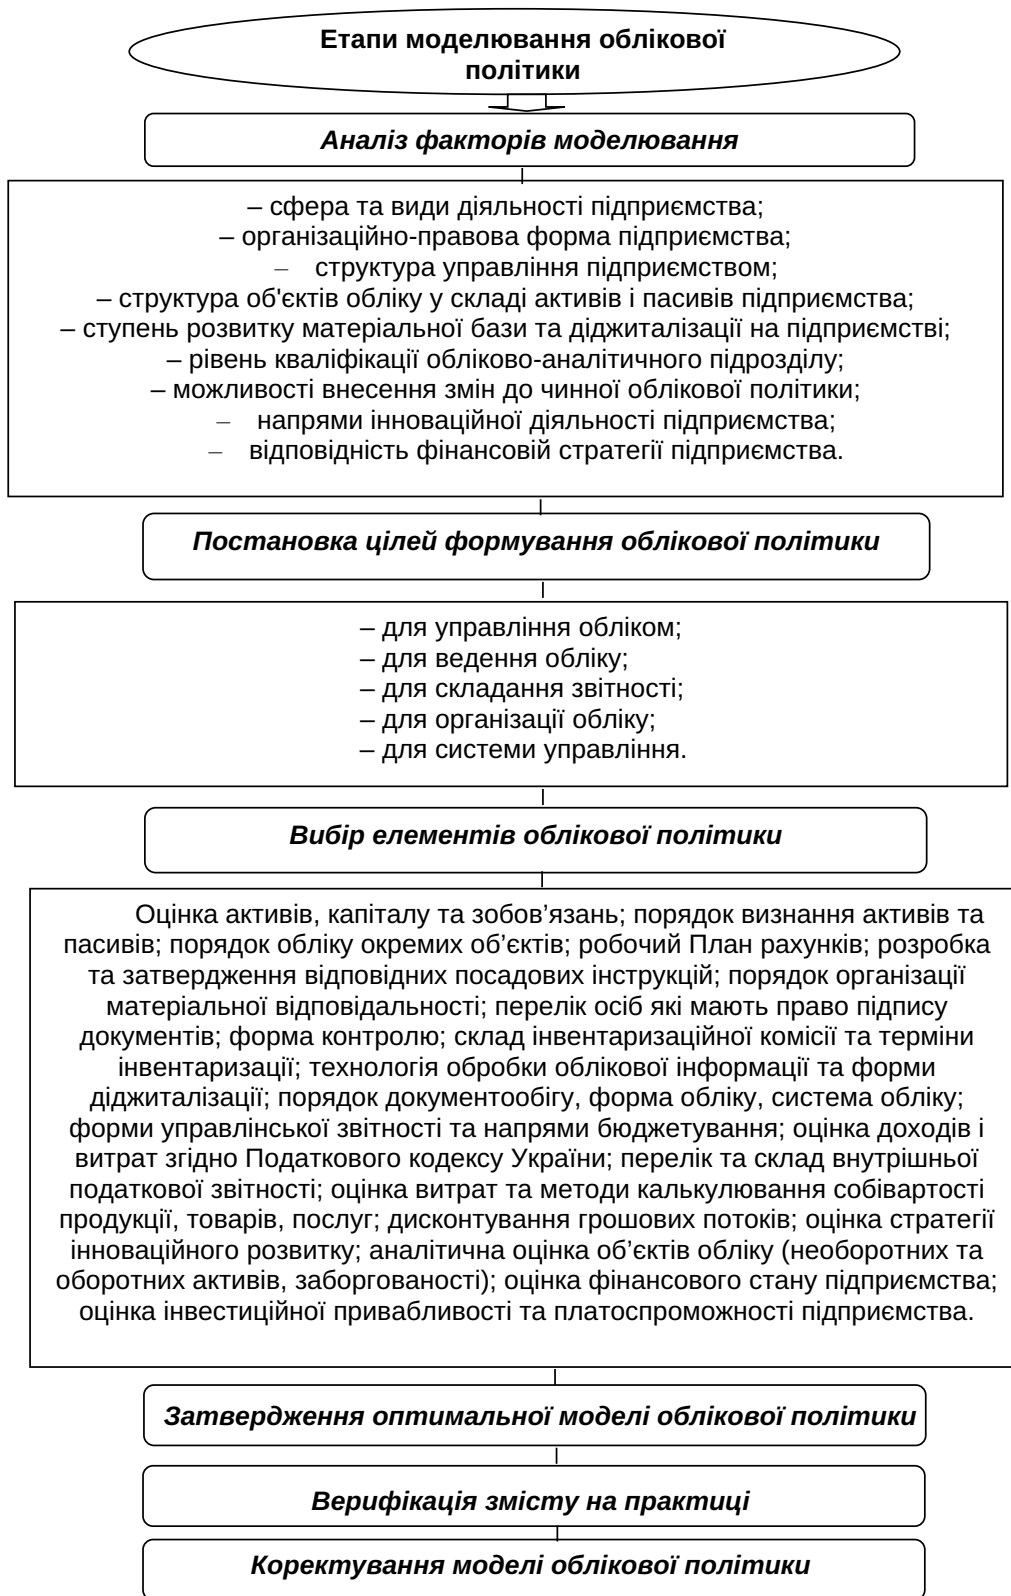 Етапи моделювання облікової
політики
Аналіз факторів моделювання
– сфера та види діяльності підприємства;
– організаційно-правова форма підприємства;
– структура управління підприємством;
– структура об'єктів обліку у складі активів і пасивів підприємства;
– ступень розвитку матеріальної бази та діджиталізації на підприємстві;
– рівень кваліфікації обліково-аналітичного підрозділу;
– можливості внесення змін до чинної облікової політики;
– напрями інноваційної діяльності підприємства;
– відповідність фінансовій стратегії підприємства.
Постановка цілей формування облікової політики
– для управління обліком;
– для ведення обліку;
– для складання звітності;
– для організації обліку;
– для системи управління.
Вибір елементів облікової політики
Оцінка активів, капіталу та зобов’язань; порядок визнання активів та
пасивів; порядок обліку окремих об’єктів; робочий План рахунків; розробка
та затвердження відповідних посадових інструкцій; порядок організації
матеріальної відповідальності; перелік осіб які мають право підпису
документів; форма контролю; склад інвентаризаційної комісії та терміни
інвентаризації; технологія обробки облікової інформації та форми
діджиталізації; порядок документообігу, форма обліку, система обліку;
форми управлінської звітності та напрями бюджетування; оцінка доходів і
витрат згідно Податкового кодексу України; перелік та склад внутрішньої
податкової звітності; оцінка витрат та методи калькулювання собівартості
продукції, товарів, послуг; дисконтування грошових потоків; оцінка стратегії
інноваційного розвитку; аналітична оцінка об’єктів обліку (необоротних та
оборотних активів, заборгованості); оцінка фінансового стану підприємства;
оцінка інвестиційної привабливості та платоспроможності підприємства.
Затвердження оптимальної моделі облікової політики
Верифікація змісту на практиці
Коректування моделі облікової політики